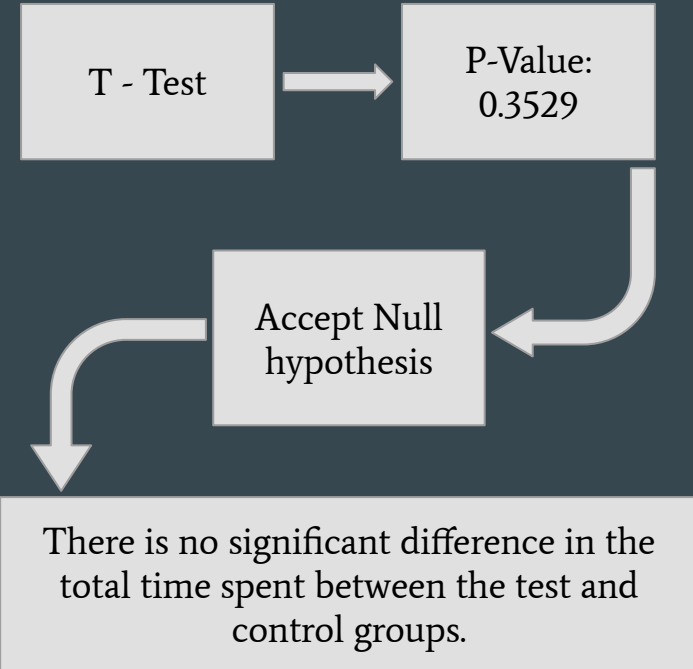 T - Test
P-Value:
0.3529
Accept Null
hypothesis
There is no significant difference in the
total time spent between the test and
control groups.